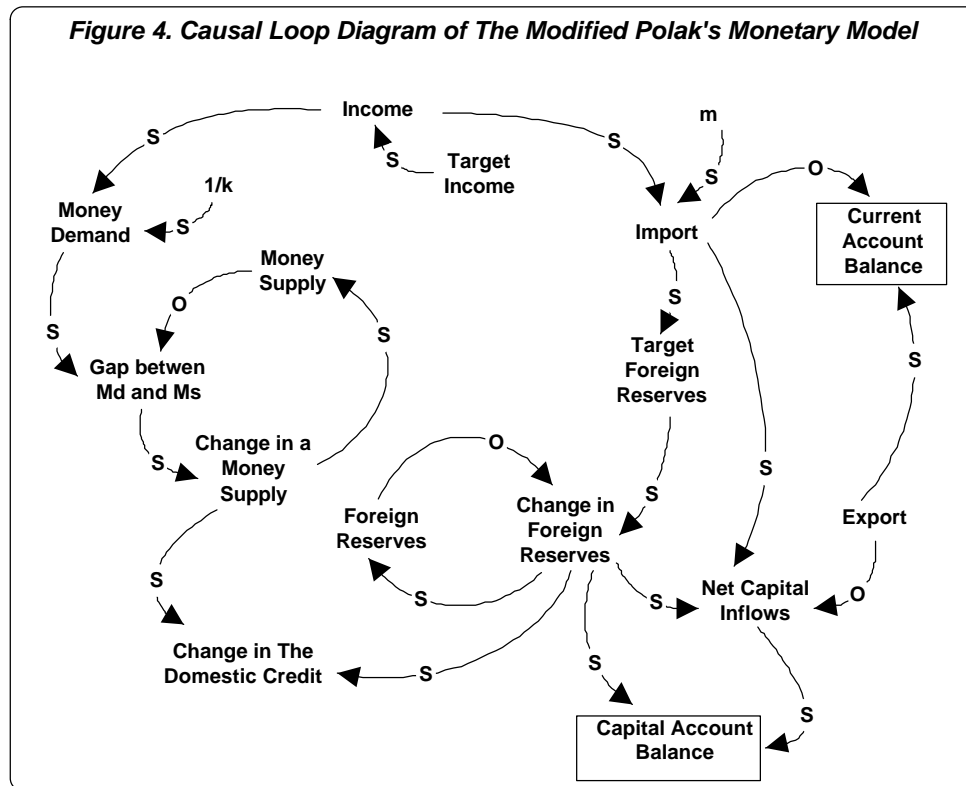 Figure 4. Causal Loop Diagram of The Modified Polak's Monetary Model
Income
m
S
S
S
Target
Income
S
O
1/k
Money
Demand
S
Import
Current
Account
Balance
Money
Supply
O
S
S
S
Target
Foreign
Reserves
S
Gap betwen
Md and Ms
Change in a
Money
Supply
S
O
S
S
Foreign
Reserves
Change in
Foreign
Reserves
Export
S
S
S
O
Net Capital
Inflows
Change in The
Domestic Credit
S
S
S
Capital Account
Balance